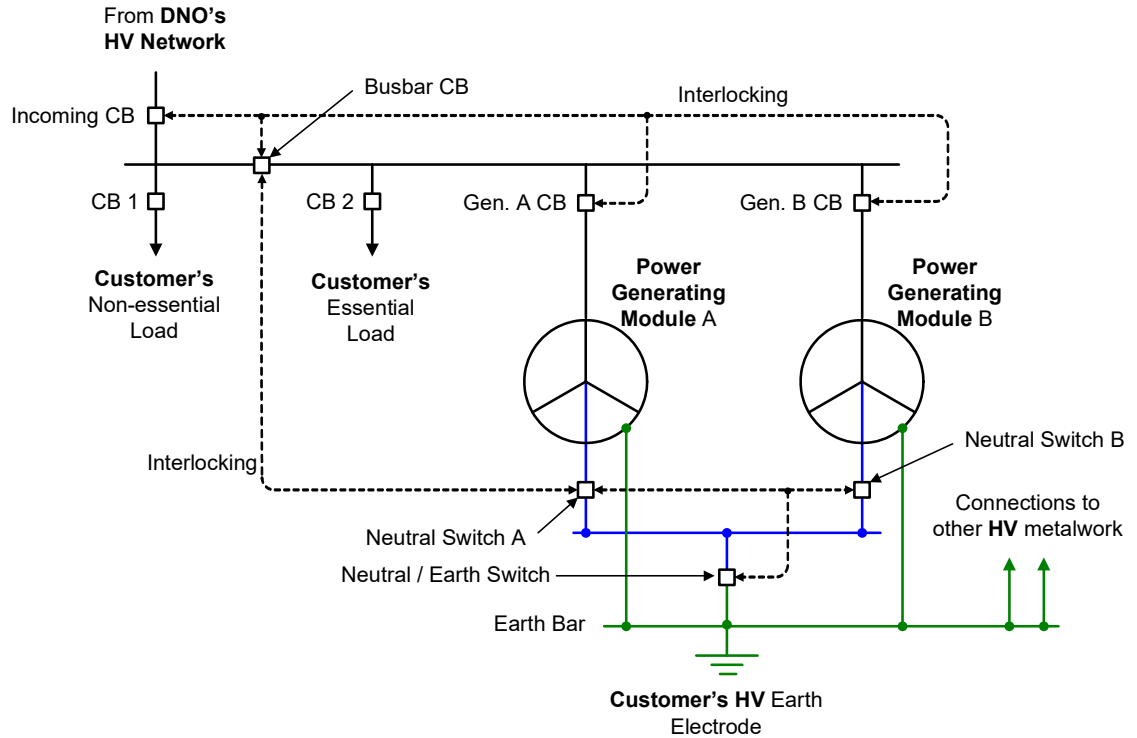 From DNO's
HV Network
Busbar CB
Interlocking
Incoming CB
CB 1
CB 2
Gen. A CB
Gen. B CB
Customer's
Non-essential
Load
Customer's
Essential
Load
Power
Generating
Module A
Power
Generating
Module B
Interlocking
Neutral Switch B
Neutral Switch A
Connections to
other HV metalwork
Neutral / Earth Switch
Earth Bar
Customer's HV Earth
Electrode